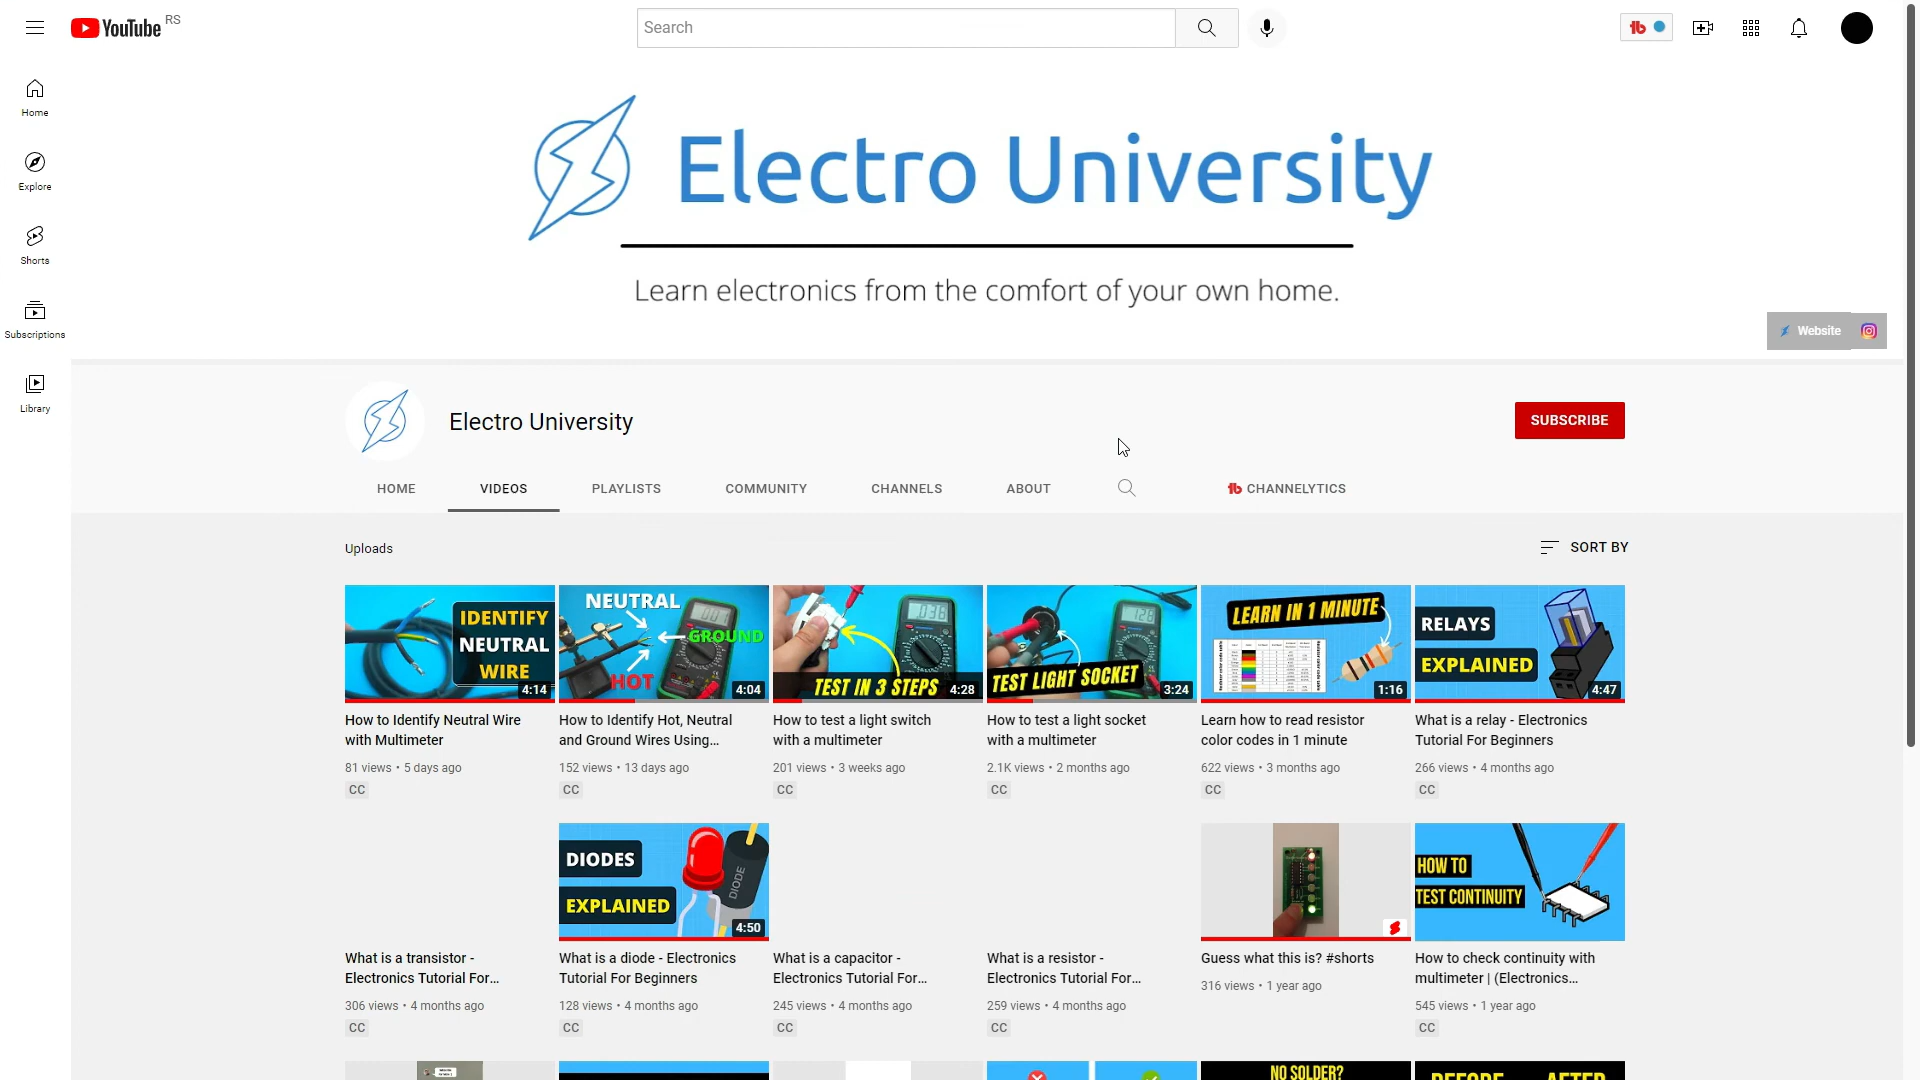 YouTube RS
Search
Home
Explore
Shorts
Subscriptions
Library
Electro University
Learn electronics from the comfort of your own home.
Website
Electro University
SUBSCRIBE
HOME VIDEOS PLAYLISTS COMMUNITY CHANNELS ABOUT CHANNELYTICS
Uploads
SORT BY
IDENTIFY
NEUTRAL
WIRE
4:14
How to Identify Neutral Wire
with Multimeter
81 views • 5 days ago
CC
NEUTRAL
GROUND
HOT
4:04
How to Identify Hot, Neutral
and Ground Wires Using...
152 views • 13 days ago
CC
TEST IN 3 STEPS
4:28
How to test a light switch
with a multimeter
201 views • 3 weeks ago
CC
TEST LIGHT SOCKET
3:24
How to test a light socket
with a multimeter
2.1K views • 2 months ago
CC
LEARN IN 1 MINUTE
1:16
Learn how to read resistor
color codes in 1 minute
622 views • 3 months ago
CC
RELAYS
EXPLAINED
4:47
What is a relay - Electronics
Tutorial For Beginners
266 views • 4 months ago
CC
What is a transistor -
Electronics Tutorial For...
306 views • 4 months ago
CC
DIODES
EXPLAINED
DIODE
4:50
What is a diode - Electronics
Tutorial For Beginners
128 views • 4 months ago
CC
What is a capacitor -
Electronics Tutorial For...
245 views • 4 months ago
CC
What is a resistor -
Electronics Tutorial For...
259 views • 4 months ago
CC
Guess what this is? #shorts
316 views • 1 year ago
HOW TO
TEST CONTINUITY
How to check continuity with
multimeter | (Electronics...
545 views • 1 year ago
CC
NO SOLDER?
BEFORE AFTER